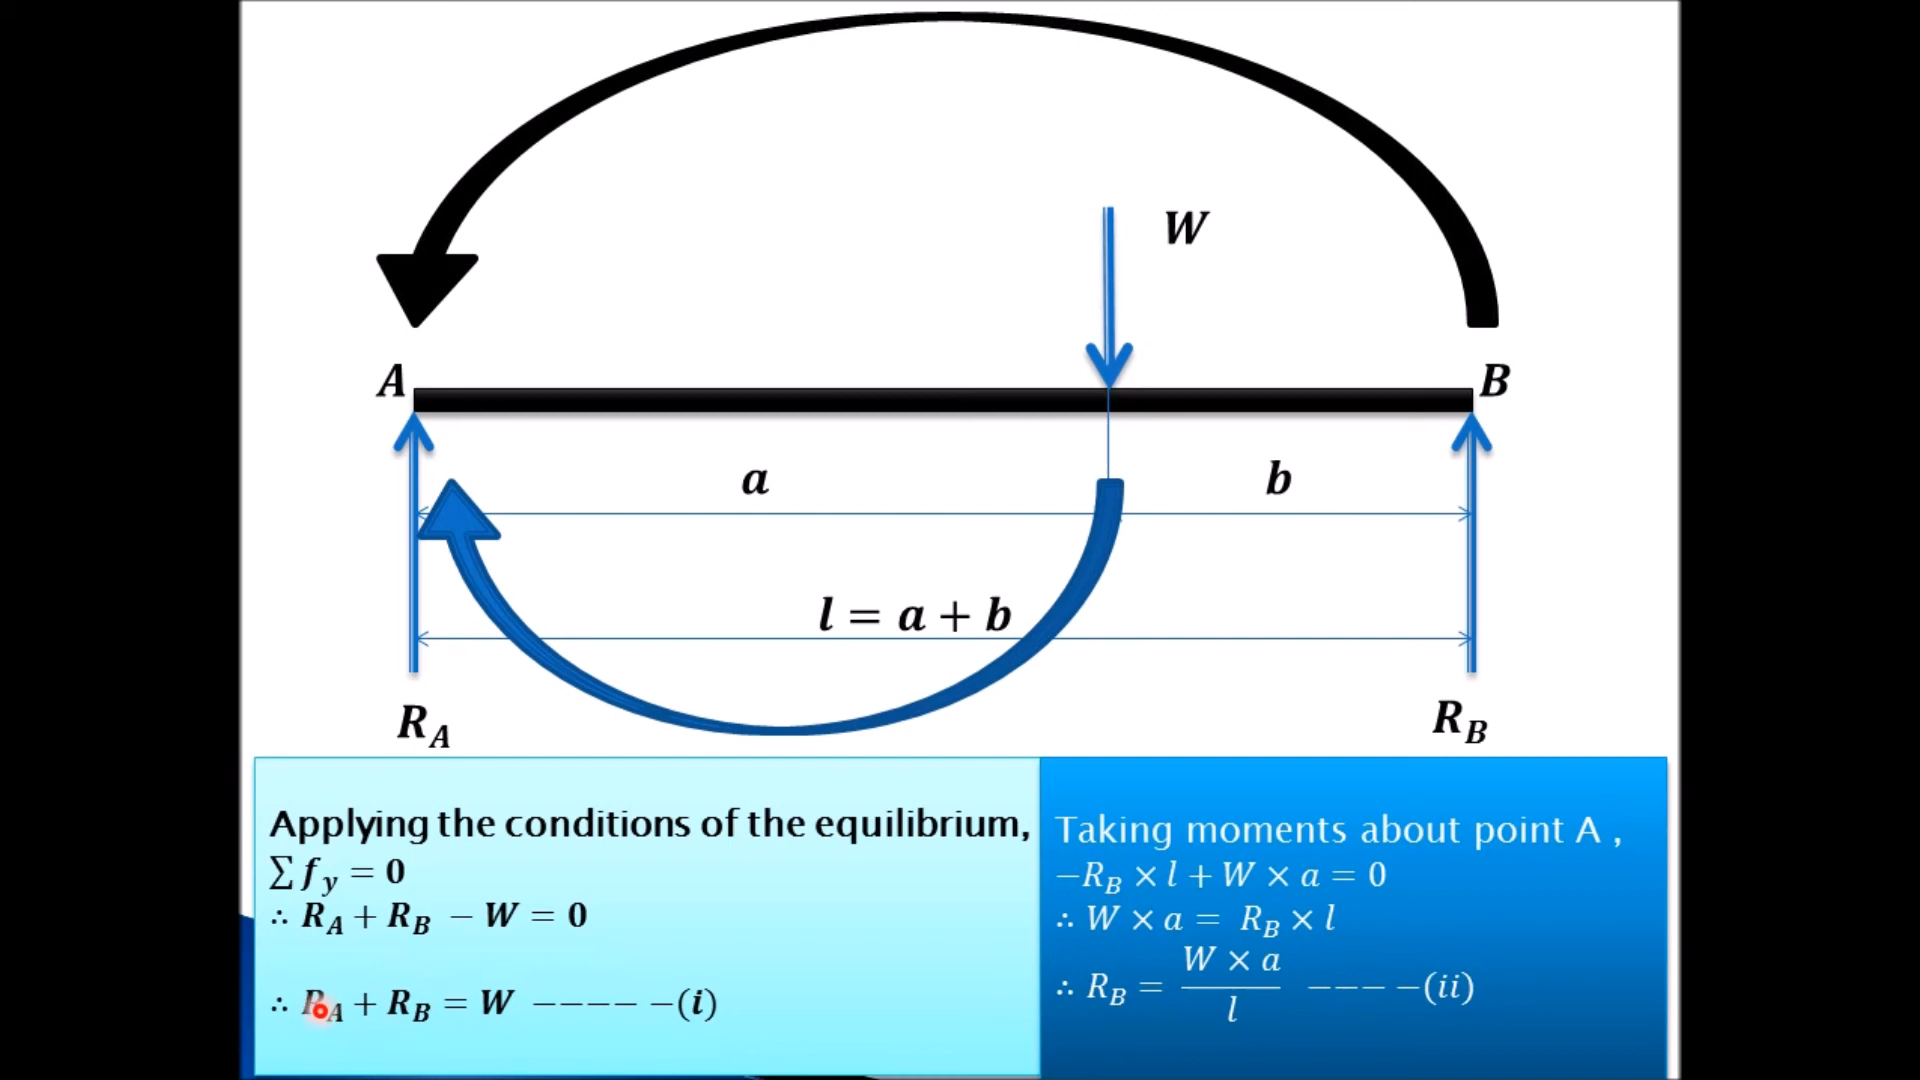 W
A
B
a
b
l = a + b
R_A
R_B
Applying the conditions of the equilibrium,
∑ f_y = 0
∴ R_A + R_B − W = 0
∴ R_A + R_B = W −−−− −(i)
Taking moments about point A ,
−R_B × l + W × a = 0
∴ W × a = R_B × l
∴ R_B = (W × a) / l −−− −(ii)